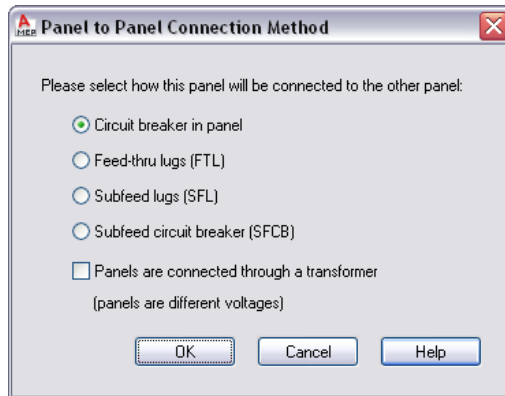 A
MEP
Panel to Panel Connection Method
Please select how this panel will be connected to the other panel:
Circuit breaker in panel
Feed-thru lugs (FTL)
Subfeed lugs (SFL)
Subfeed circuit breaker (SFCB)
Panels are connected through a transformer
(panels are different voltages)
OK
Cancel
Help